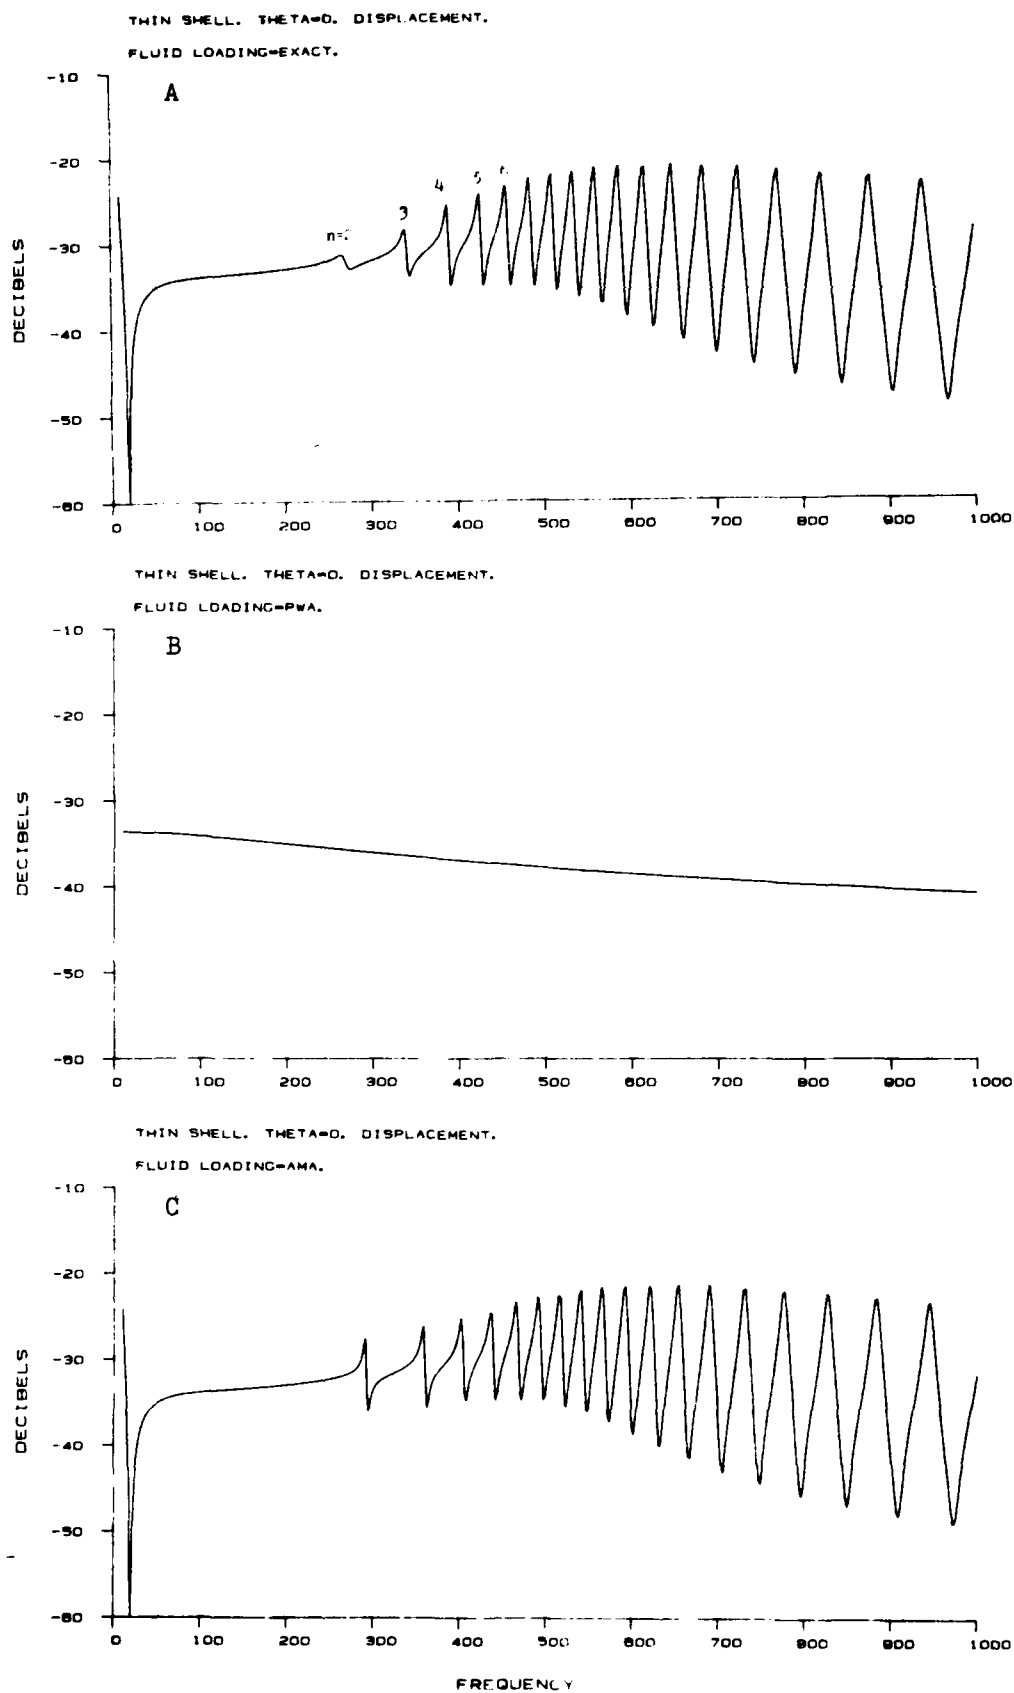 THIN SHELL. THETA=0. DISPLACEMENT.
FLUID LOADING=EXACT.
A
-10
-20
-30
-40
-50
-60
DECIBELS
n=
3
4
5
0 100 200 300 400 500 600 700 800 900 1000
THIN SHELL. THETA=0. DISPLACEMENT.
FLUID LOADING=PWA.
B
-10
-20
-30
-40
-50
-60
DECIBELS
0 100 200 300 400 500 600 700 800 900 1000
THIN SHELL. THETA=0. DISPLACEMENT.
FLUID LOADING=AMA.
C
-10
-20
-30
-40
-50
-60
DECIBELS
0 100 200 300 400 500 600 700 800 900 1000
FREQUENCY